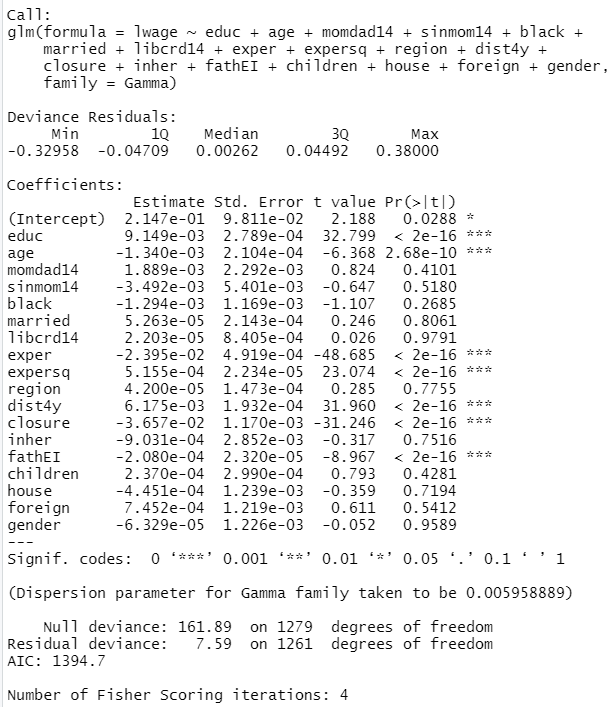 Call:
glm(formula = lwage ~ educ + age + momdad14 + sinmom14 + black +
    married + libcrd14 + exper + expersq + region + dist4y +
    closure + inher + fathEI + children + house + foreign + gender,
    family = Gamma)
Deviance Residuals:
     Min        1Q    Median        3Q       Max
-0.32958  -0.04709   0.00262   0.04492   0.38000
Coefficients:
              Estimate Std. Error t value Pr(>|t|)
(Intercept)  2.147e-01  9.811e-02   2.188   0.0288 *
educ         9.149e-03  2.789e-04  32.799  < 2e-16 ***
age         -1.340e-03  2.104e-04  -6.368 2.68e-10 ***
momdad14     1.889e-03  2.292e-03   0.824   0.4101
sinmom14    -3.492e-03  5.401e-03  -0.647   0.5180
black       -1.294e-03  1.169e-03  -1.107   0.2685
married      5.263e-05  2.143e-04   0.246   0.8061
libcrd14     2.203e-05  8.405e-04   0.026   0.9791
exper       -2.395e-02  4.919e-04 -48.685  < 2e-16 ***
expersq      5.155e-04  2.234e-05  23.074  < 2e-16 ***
region       4.200e-05  1.473e-04   0.285   0.7755
dist4y       6.175e-03  1.932e-04  31.960  < 2e-16 ***
closure     -3.657e-02  1.170e-03 -31.246  < 2e-16 ***
inher       -9.031e-04  2.852e-03  -0.317   0.7516
fathEI      -2.080e-04  2.320e-05  -8.967  < 2e-16 ***
children     2.370e-04  2.990e-04   0.793   0.4281
house       -4.451e-04  1.239e-03  -0.359   0.7194
foreign      7.452e-04  1.219e-03   0.611   0.5412
gender      -6.329e-05  1.226e-03  -0.052   0.9589
---
Signif. codes:  0 ‘***’ 0.001 ‘**’ 0.01 ‘*’ 0.05 ‘.’ 0.1 ‘ ’ 1
(Dispersion parameter for Gamma family taken to be 0.005958889)
    Null deviance: 161.89  on 1279  degrees of freedom
Residual deviance:   7.59  on 1261  degrees of freedom
AIC: 1394.7
Number of Fisher Scoring iterations: 4